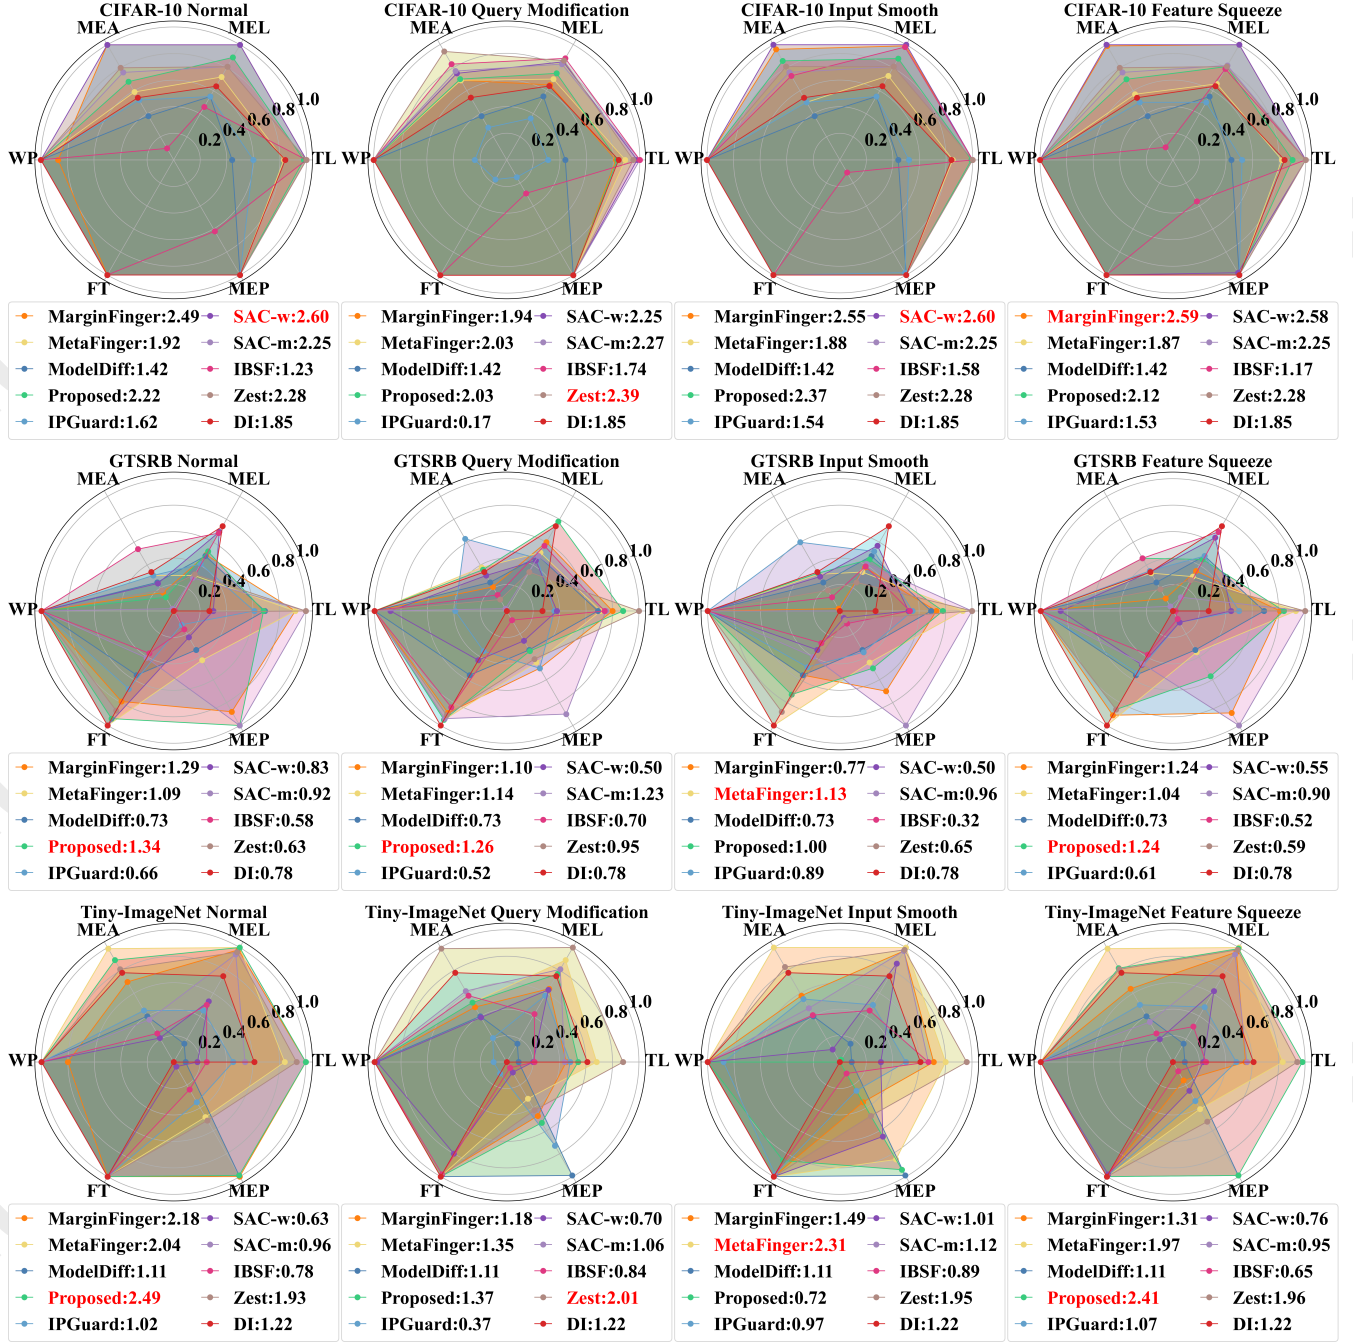 CIFAR-10 Normal
MEA
MEL
1.0
0.8
0.6
0.4
0.2
WP
TL
FT
MEP
MarginFinger:2.49
SAC-w:2.60
MetaFinger:1.92
SAC-m:2.25
ModelDiff:1.42
IBSF:1.23
Proposed:2.22
Zest:2.28
IPGuard:1.62
DI:1.85
CIFAR-10 Query Modification
MEA
MEL
1.0
0.8
0.6
0.4
0.2
WP
TL
FT
MEP
MarginFinger:1.94
SAC-w:2.25
MetaFinger:2.03
SAC-m:2.27
ModelDiff:1.42
IBSF:1.74
Proposed:2.03
Zest:2.39
IPGuard:0.17
DI:1.85
CIFAR-10 Input Smooth
MEA
MEL
1.0
0.8
0.6
0.4
0.2
WP
TL
FT
MEP
MarginFinger:2.55
SAC-w:2.60
MetaFinger:1.88
SAC-m:2.25
ModelDiff:1.42
IBSF:1.58
Proposed:2.37
Zest:2.28
IPGuard:1.54
DI:1.85
CIFAR-10 Feature Squeeze
MEA
MEL
1.0
0.8
0.6
0.4
0.2
WP
TL
FT
MEP
MarginFinger:2.59
SAC-w:2.58
MetaFinger:1.87
SAC-m:2.25
ModelDiff:1.42
IBSF:1.17
Proposed:2.12
Zest:2.28
IPGuard:1.53
DI:1.85
GTSRB Normal
MEA
MEL
1.0
0.8
0.6
0.4
0.2
WP
TL
FT
MEP
MarginFinger:1.29
SAC-w:0.83
MetaFinger:1.09
SAC-m:0.92
ModelDiff:0.73
IBSF:0.58
Proposed:1.34
Zest:0.63
IPGuard:0.66
DI:0.78
GTSRB Query Modification
MEA
MEL
1.0
0.8
0.6
0.4
0.2
WP
TL
FT
MEP
MarginFinger:1.10
SAC-w:0.50
MetaFinger:1.14
SAC-m:1.23
ModelDiff:0.73
IBSF:0.70
Proposed:1.26
Zest:0.95
IPGuard:0.52
DI:0.78
GTSRB Input Smooth
MEA
MEL
1.0
0.8
0.6
0.4
0.2
WP
TL
FT
MEP
MarginFinger:0.77
SAC-w:0.50
MetaFinger:1.13
SAC-m:0.96
ModelDiff:0.73
IBSF:0.32
Proposed:1.00
Zest:0.65
IPGuard:0.89
DI:0.78
GTSRB Feature Squeeze
MEA
MEL
1.0
0.8
0.6
0.4
0.2
WP
TL
FT
MEP
MarginFinger:1.24
SAC-w:0.55
MetaFinger:1.04
SAC-m:0.90
ModelDiff:0.73
IBSF:0.52
Proposed:1.24
Zest:0.59
IPGuard:0.61
DI:0.78
Tiny-ImageNet Normal
MEA
MEL
1.0
0.8
0.6
0.4
0.2
WP
TL
FT
MEP
MarginFinger:2.18
SAC-w:0.63
MetaFinger:2.04
SAC-m:0.96
ModelDiff:1.11
IBSF:0.78
Proposed:2.49
Zest:1.93
IPGuard:1.02
DI:1.22
Tiny-ImageNet Query Modification
MEA
MEL
1.0
0.8
0.6
0.4
0.2
WP
TL
FT
MEP
MarginFinger:1.18
SAC-w:0.70
MetaFinger:1.35
SAC-m:1.06
ModelDiff:1.11
IBSF:0.84
Proposed:1.37
Zest:2.01
IPGuard:0.37
DI:1.22
Tiny-ImageNet Input Smooth
MEA
MEL
1.0
0.8
0.6
0.4
0.2
WP
TL
FT
MEP
MarginFinger:1.49
SAC-w:1.01
MetaFinger:2.31
SAC-m:1.12
ModelDiff:1.11
IBSF:0.89
Proposed:0.72
Zest:1.95
IPGuard:0.97
DI:1.22
Tiny-ImageNet Feature Squeeze
MEA
MEL
1.0
0.8
0.6
0.4
0.2
WP
TL
FT
MEP
MarginFinger:1.31
SAC-w:0.76
MetaFinger:1.97
SAC-m:0.95
ModelDiff:1.11
IBSF:0.65
Proposed:2.41
Zest:1.96
IPGuard:1.07
DI:1.22